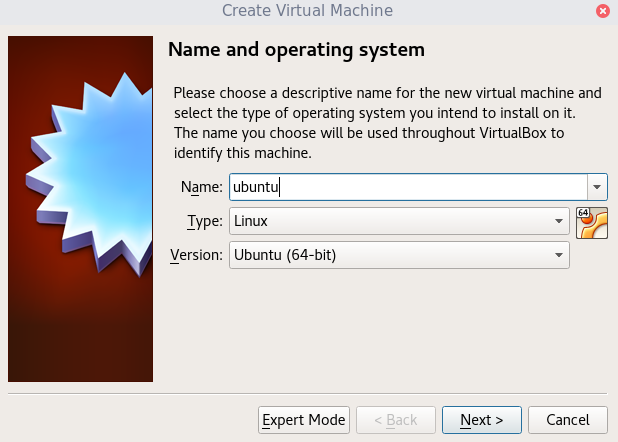 Create Virtual Machine
Name and operating system
Please choose a descriptive name for the new virtual machine and
select the type of operating system you intend to install on it.
The name you choose will be used throughout VirtualBox to
identify this machine.
Name: ubuntu
Type: Linux
64
Version: Ubuntu (64-bit)
Expert Mode < Back Next > Cancel